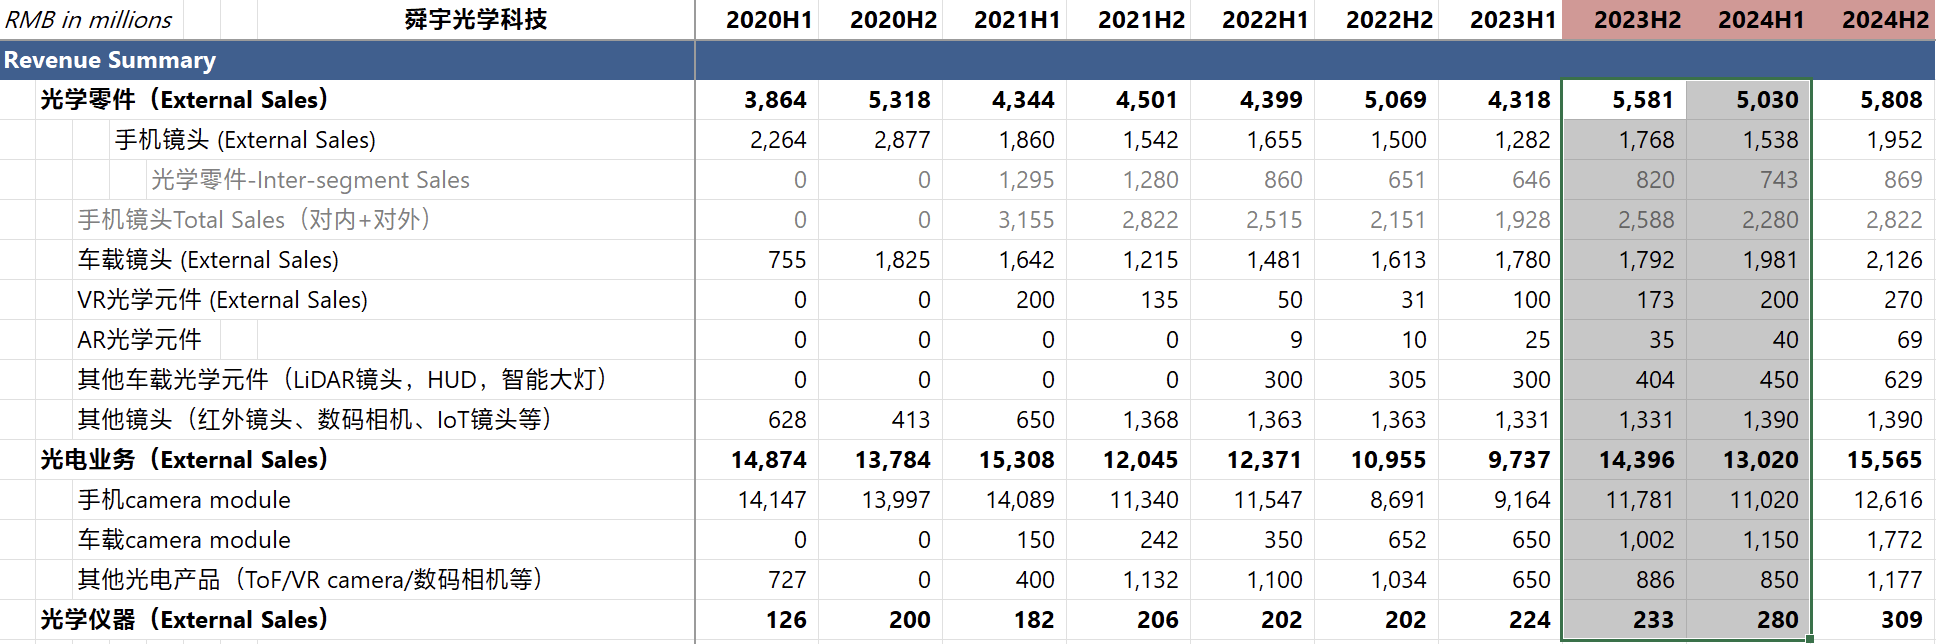 RMB in millions 舜宇光学科技 2020H1 2020H2 2021H1 2021H2 2022H1 2022H2 2023H1 2023H2 2024H1 2024H2
Revenue Summary
光学零件（External Sales） 3,864 5,318 4,344 4,501 4,399 5,069 4,318 5,581 5,030 5,808
手机镜头 (External Sales) 2,264 2,877 1,860 1,542 1,655 1,500 1,282 1,768 1,538 1,952
光学零件-Inter-segment Sales 0 0 1,295 1,280 860 651 646 820 743 869
手机镜头Total Sales（对内+对外） 0 0 3,155 2,822 2,515 2,151 1,928 2,588 2,280 2,822
车载镜头 (External Sales) 755 1,825 1,642 1,215 1,481 1,613 1,780 1,792 1,981 2,126
VR光学元件 (External Sales) 0 0 200 135 50 31 100 173 200 270
AR光学元件 0 0 0 0 9 10 25 35 40 69
其他车载光学元件（LiDAR镜头，HUD，智能大灯） 0 0 0 0 300 305 300 404 450 629
其他镜头（红外镜头、数码相机、IoT镜头等） 628 413 650 1,368 1,363 1,363 1,331 1,331 1,390 1,390
光电业务（External Sales） 14,874 13,784 15,308 12,045 12,371 10,955 9,737 14,396 13,020 15,565
手机camera module 14,147 13,997 14,089 11,340 11,547 8,691 9,164 11,781 11,020 12,616
车载camera module 0 0 150 242 350 652 650 1,002 1,150 1,772
其他光电产品（ToF/VR camera/数码相机等） 727 0 400 1,132 1,100 1,034 650 886 850 1,177
光学仪器（External Sales） 126 200 182 206 202 202 224 233 280 309